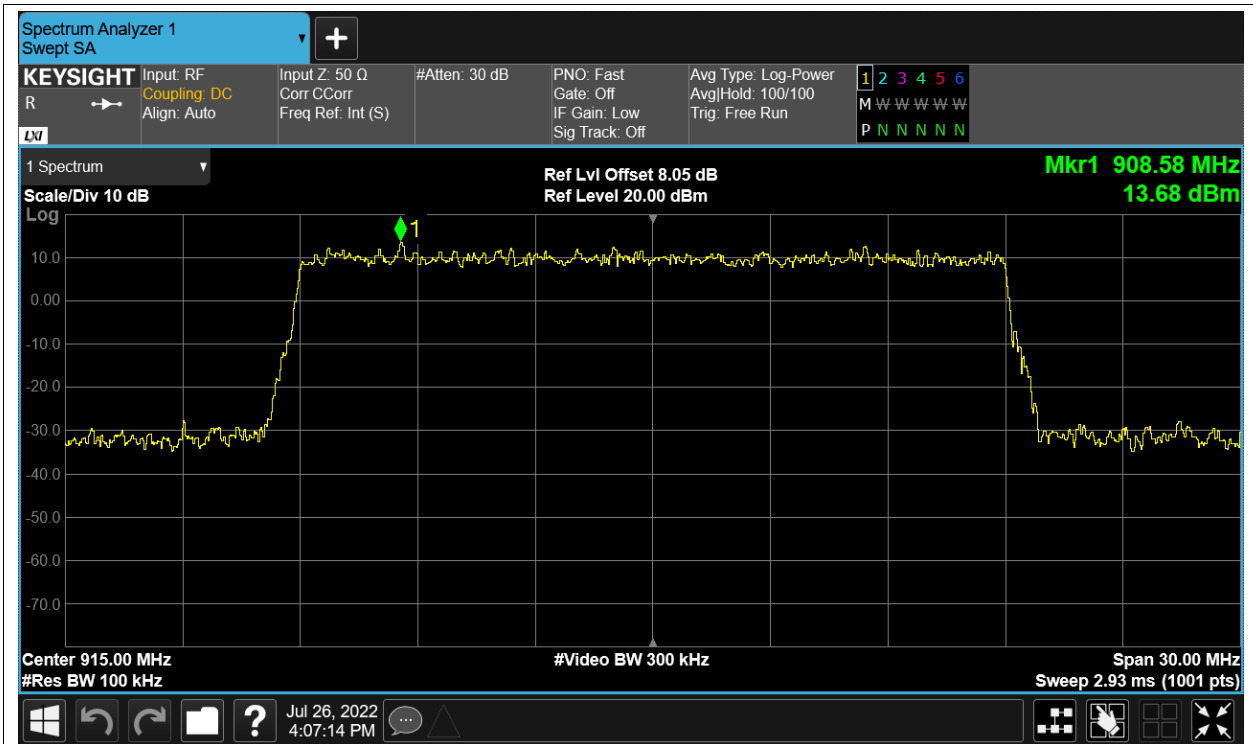 Spectrum Analyzer 1
Swept SA
KEYSIGHT
R
LXI
Input: RF
Coupling: DC
Align: Auto
Input Z: 50 Ω
Corr CCorr
Freq Ref: Int (S)
#Atten: 30 dB
PNO: Fast
Gate: Off
IF Gain: Low
Sig Track: Off
Avg Type: Log-Power
Avg|Hold: 100/100
Trig: Free Run
1 2 3 4 5 6
M W W W W W W
P N N N N N N
1 Spectrum
Scale/Div 10 dB
Log
Ref Lvl Offset 8.05 dB
Ref Level 20.00 dBm
Mkr1 908.58 MHz
13.68 dBm
1
10.0
0.00
-10.0
-20.0
-30.0
-40.0
-50.0
-60.0
-70.0
Center 915.00 MHz
#Res BW 100 kHz
#Video BW 300 kHz
Span 30.00 MHz
Sweep 2.93 ms (1001 pts)
?
Jul 26, 2022
4:07:14 PM